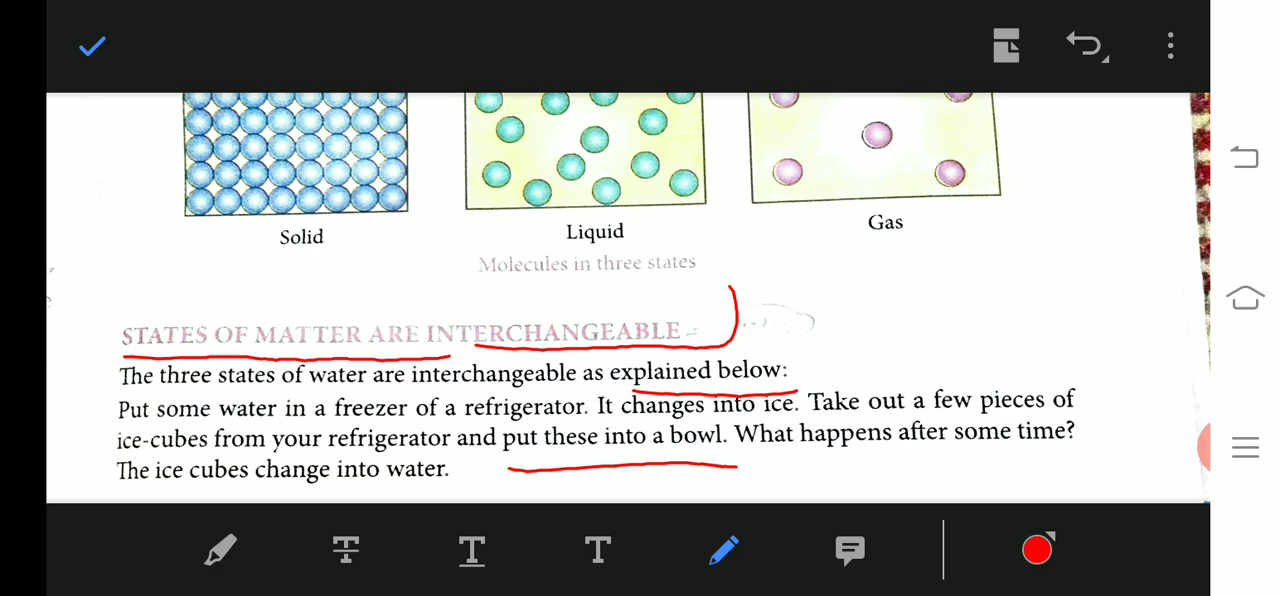 Solid
Liquid
Gas
Molecules in three states
STATES OF MATTER ARE INTERCHANGEABLE
The three states of water are interchangeable as explained below:
Put some water in a freezer of a refrigerator. It changes into ice. Take out a few pieces of
ice-cubes from your refrigerator and put these into a bowl. What happens after some time?
The ice cubes change into water.
T
T
T